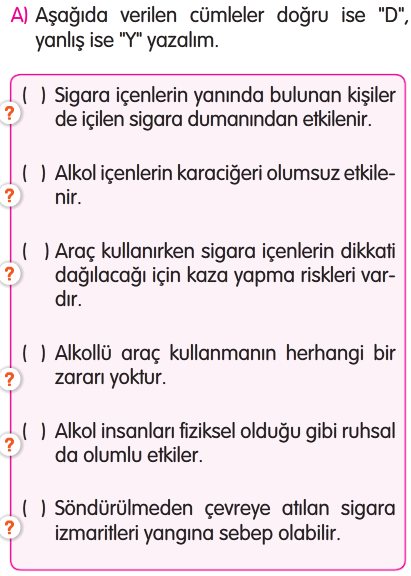 A) Aşağıda verilen cümleler doğru ise "D",
yanlış ise "Y" yazalım.
( ) Sigara içenlerin yanında bulunan kişiler
? de içilen sigara dumanından etkilenir.
( ) Alkol içenlerin karaciğeri olumsuz etkile-
? nir.
( ) Araç kullanırken sigara içenlerin dikkati
? dağılacağı için kaza yapma riskleri var-
dır.
( ) Alkollü araç kullanmanın herhangi bir
? zararı yoktur.
( ) Alkol insanları fiziksel olduğu gibi ruhsal
? da olumlu etkiler.
( ) Söndürülmeden çevreye atılan sigara
? izmaritleri yangına sebep olabilir.